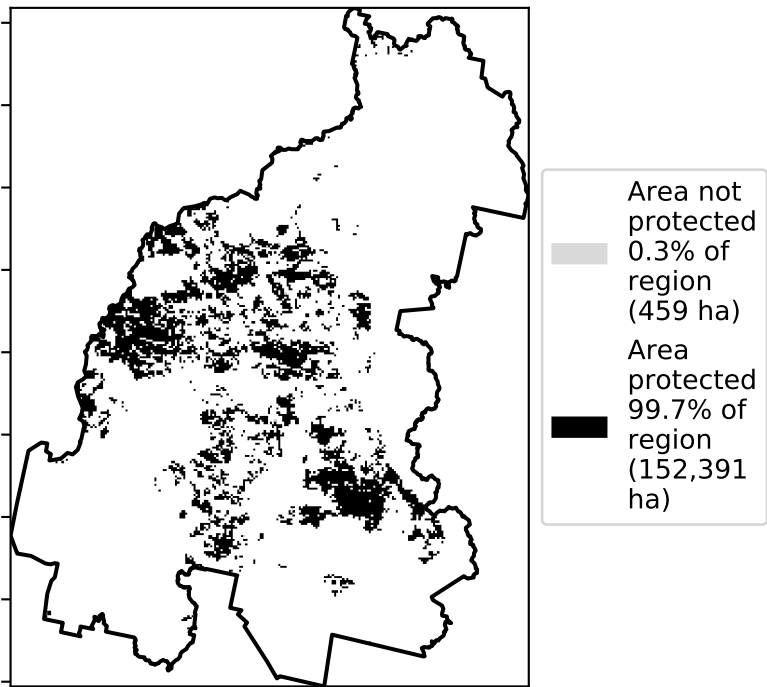 Area not
protected
0.3% of
region
(459 ha)
Area
protected
99.7% of
region
(152,391
ha)